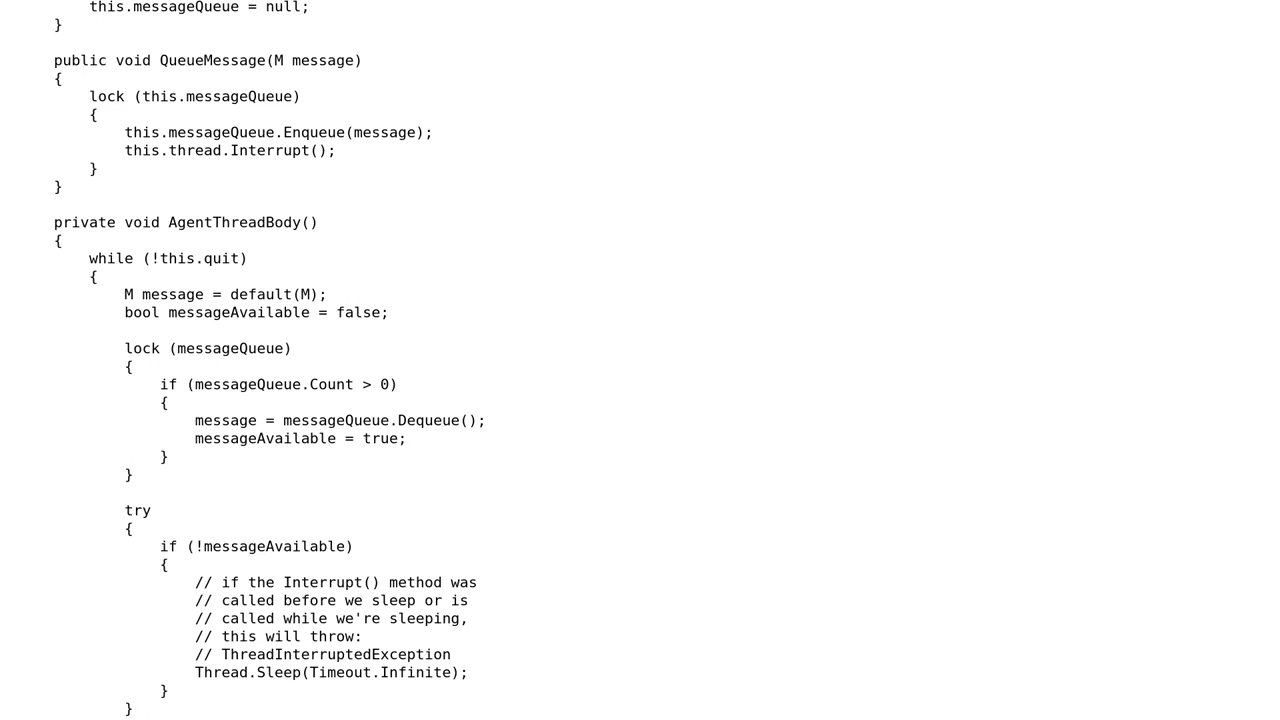 this.messageQueue = null;
}
public void QueueMessage(M message)
{
lock (this.messageQueue)
{
this.messageQueue.Enqueue(message);
this.thread.Interrupt();
}
}
private void AgentThreadBody()
{
while (!this.quit)
{
M message = default(M);
bool messageAvailable = false;
lock (messageQueue)
{
if (messageQueue.Count > 0)
{
message = messageQueue.Dequeue();
messageAvailable = true;
}
}
try
{
if (!messageAvailable)
{
// if the Interrupt() method was
// called before we sleep or is
// called while we're sleeping,
// this will throw:
// ThreadInterruptedException
Thread.Sleep(Timeout.Infinite);
}
}